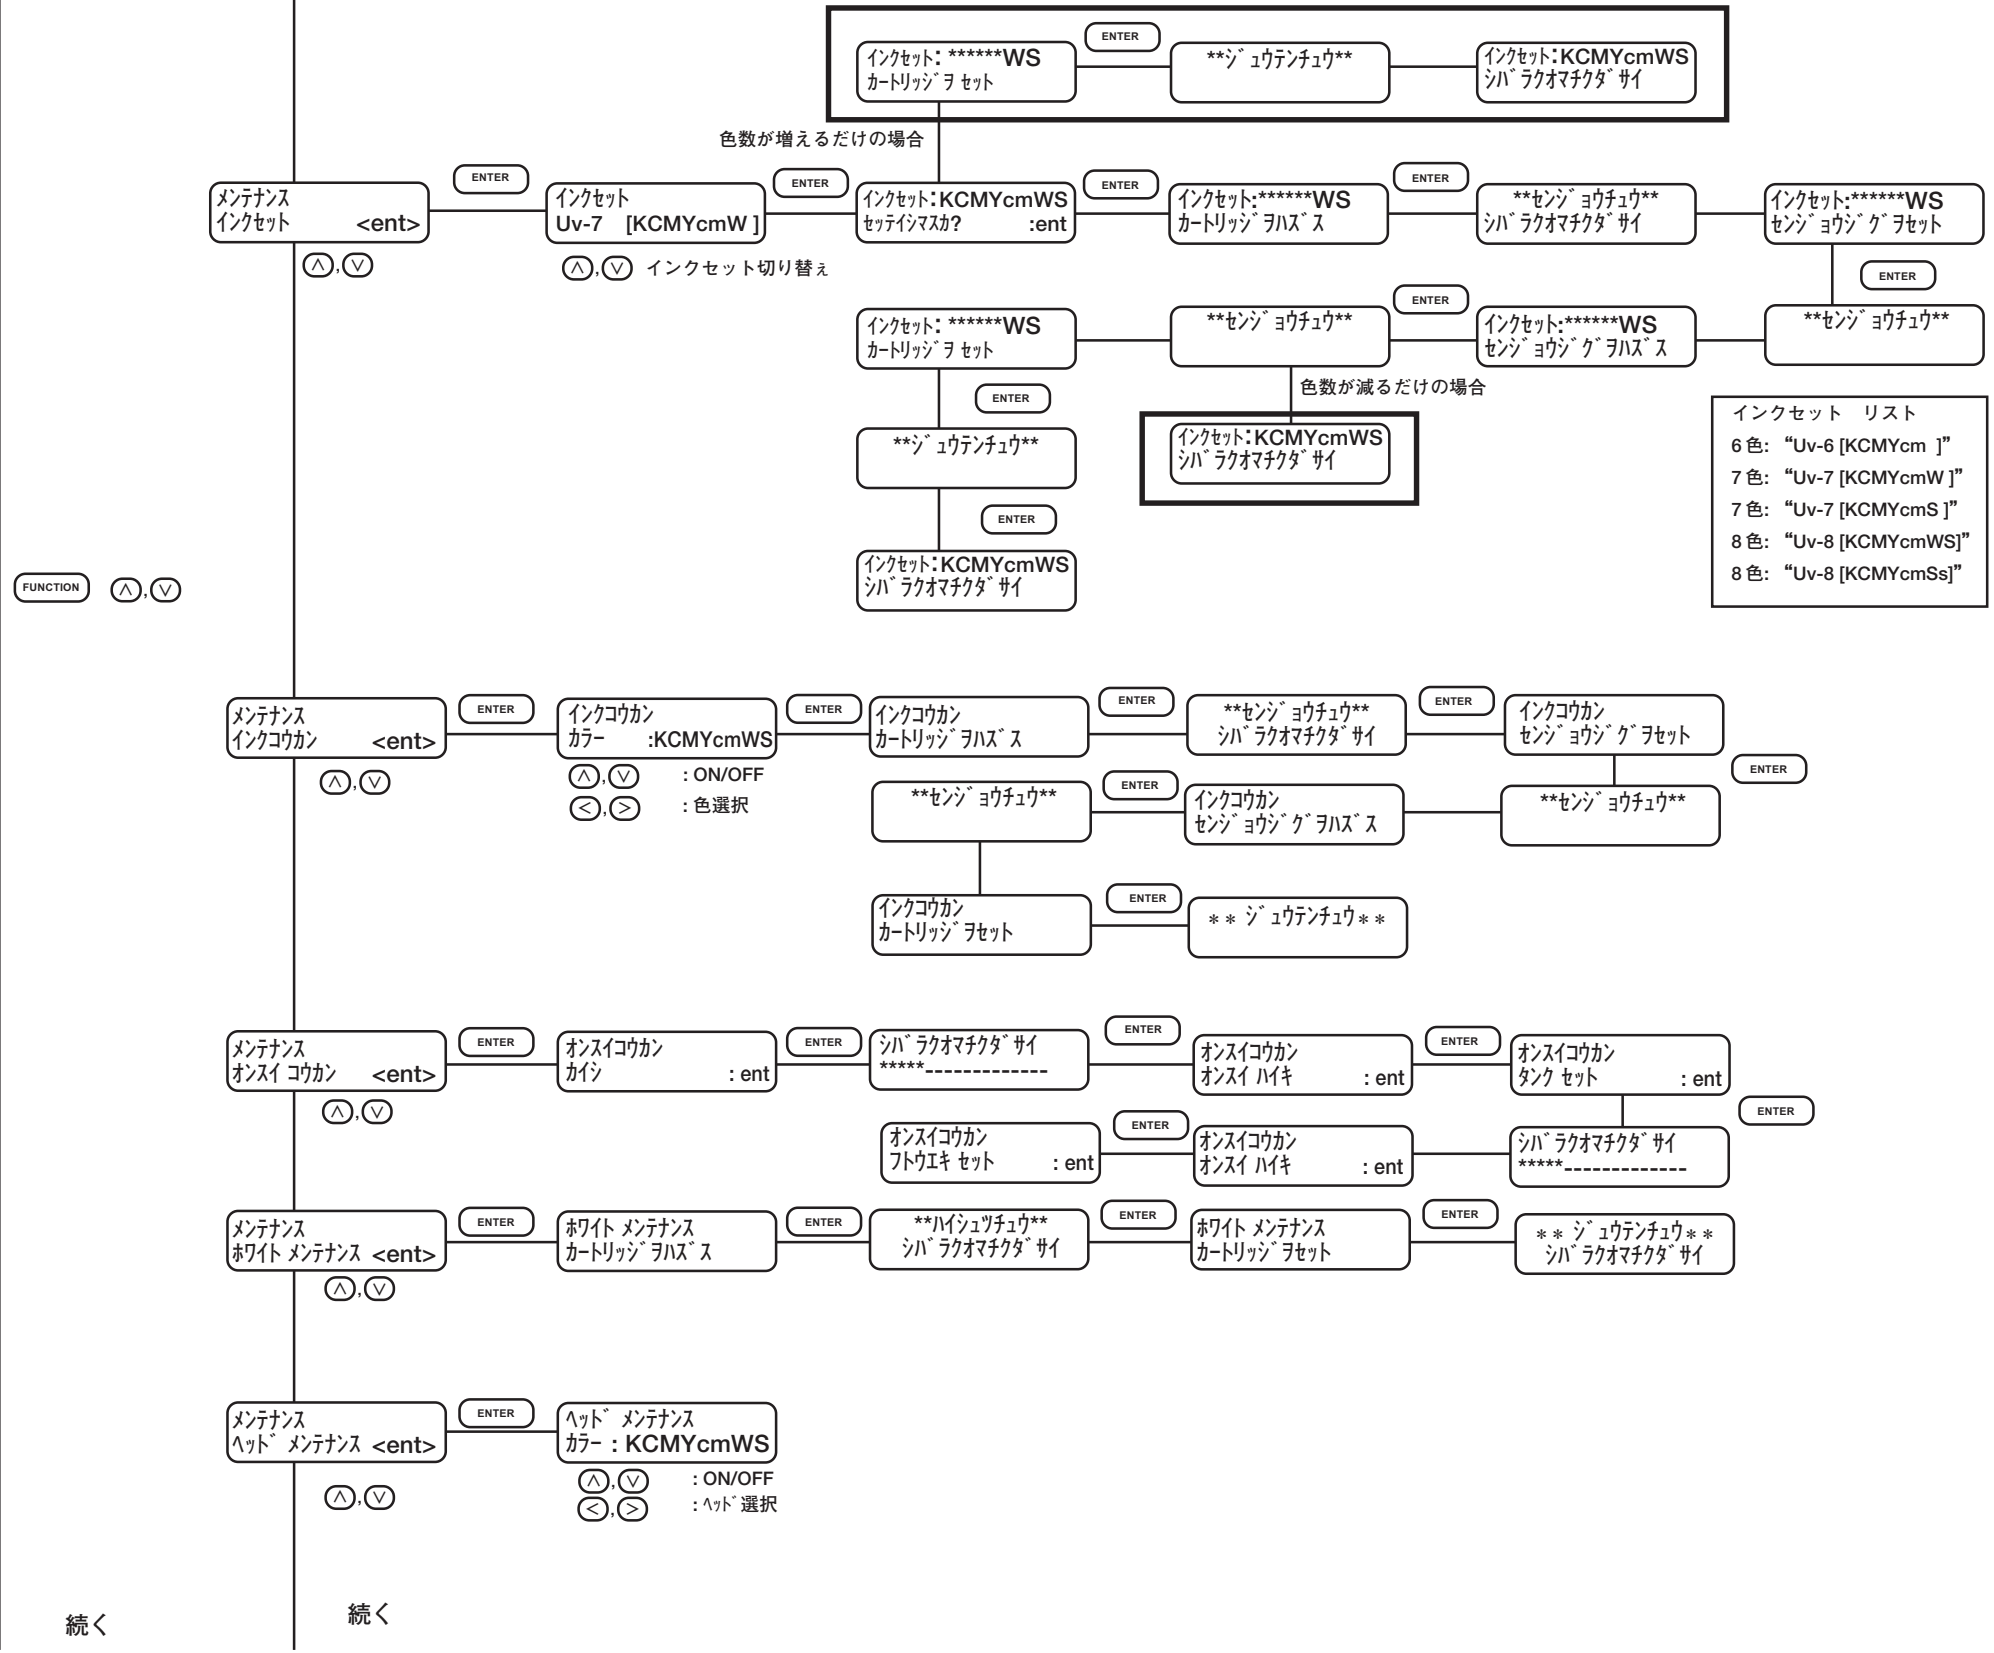 ENTER
インクセット: ******WS
カートリッジヲ セット
**ジュウテンチュウ**
インクセット:KCMYcmWS
シバラクオマチクダサイ
色数が増えるだけの場合
メンテナンス
インクセット <ent>
ENTER
インクセット
Uv-7 [KCMYcmW ]
ENTER
インクセット:KCMYcmWS
セッテイシマスカ? :ent
ENTER
インクセット:******WS
カートリッジヲハズス
ENTER
**センジョウチュウ**
シバラクオマチクダサイ
インクセット:******WS
センジョウジグヲセット
∧,∨
∧,∨ インクセット切り替え
ENTER
インクセット: ******WS
カートリッジヲ セット
**センジョウチュウ**
ENTER
インクセット:******WS
センジョウジグヲハズス
**センジョウチュウ**
色数が減るだけの場合
ENTER
インクセット:KCMYcmWS
シバラクオマチクダサイ
**ジュウテンチュウ**
ENTER
インクセット:KCMYcmWS
シバラクオマチクダサイ
インクセット リスト
6色: “Uv-6 [KCMYcm ]”
7色: “Uv-7 [KCMYcmW ]”
7色: “Uv-7 [KCMYcmS ]”
8色: “Uv-8 [KCMYcmWS]”
8色: “Uv-8 [KCMYcmSs]”
FUNCTION ∧,∨
メンテナンス
インクコウカン <ent>
ENTER
インクコウカン
カラー :KCMYcmWS
ENTER
インクコウカン
カートリッジヲハズス
ENTER
**センジョウチュウ**
シバラクオマチクダサイ
ENTER
インクコウカン
センジョウジグヲセット
∧,∨
∧,∨ : ON/OFF
<,> : 色選択
ENTER
**センジョウチュウ**
ENTER
インクコウカン
センジョウジグヲハズス
**センジョウチュウ**
インクコウカン
カートリッジヲセット
ENTER
** ジュウテンチュウ**
メンテナンス
オンスイ コウカン <ent>
ENTER
オンスイコウカン
カイシ : ent
ENTER
シバラクオマチクダサイ
*****-------------
ENTER
オンスイコウカン
オンスイ ハイキ : ent
ENTER
オンスイコウカン
タンク セット : ent
∧,∨
ENTER
オンスイコウカン
フトウエキ セット : ent
ENTER
オンスイコウカン
オンスイ ハイキ : ent
シバラクオマチクダサイ
*****-------------
メンテナンス
ホワイト メンテナンス <ent>
ENTER
ホワイト メンテナンス
カートリッジヲハズス
ENTER
**ハイシュツチュウ**
シバラクオマチクダサイ
ENTER
ホワイト メンテナンス
カートリッジヲセット
ENTER
** ジュウテンチュウ**
シバラクオマチクダサイ
∧,∨
メンテナンス
ヘッド メンテナンス <ent>
ENTER
ヘッド メンテナンス
カラー : KCMYcmWS
∧,∨
∧,∨ : ON/OFF
<,> : ヘッド選択
続く
続く